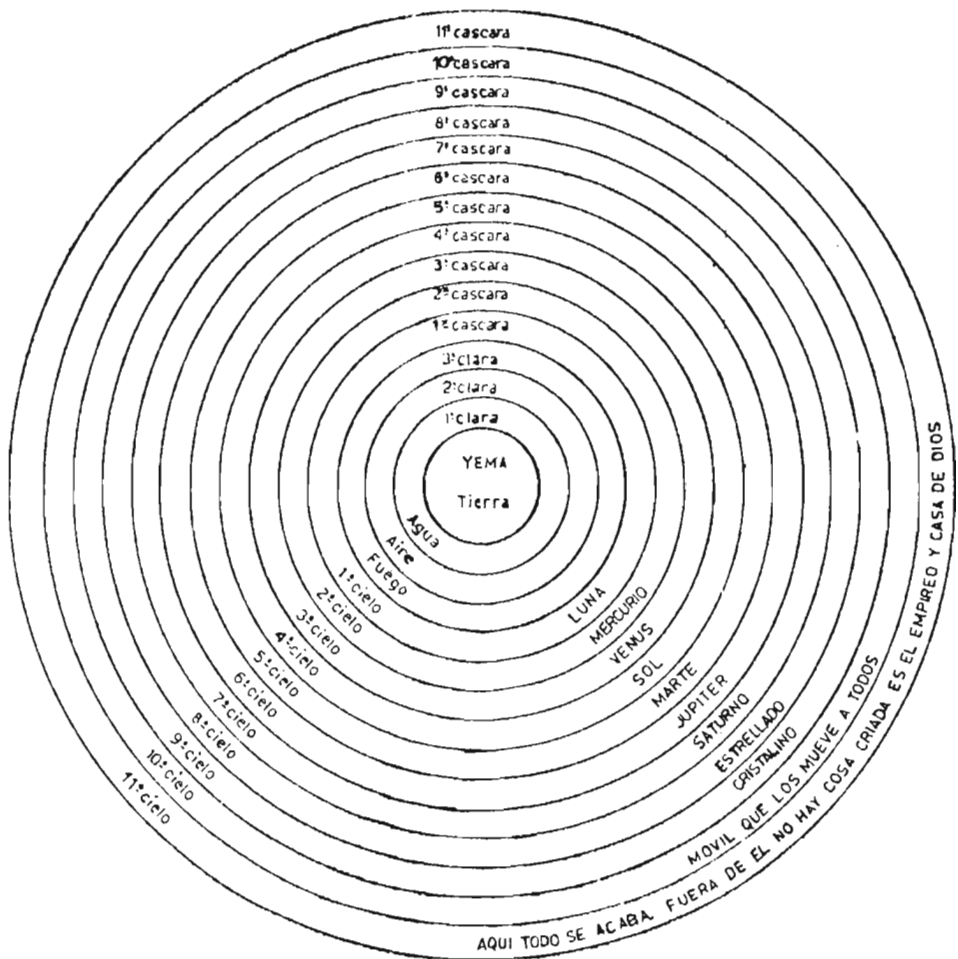 11ª cascara
10ª cascara
9ª cascara
8ª cascara
7ª cascara
6ª cascara
5ª cascara
4ª cascara
3ª cascara
2ª cascara
1ª cascara
3ª clara
2ª clara
1ª clara
YEMA
Tierra
Agua
Aire
Fuego
1º cielo
2º cielo
3º cielo
4º cielo
5º cielo
6º cielo
7º cielo
8º cielo
9º cielo
10º cielo
11º cielo
LUNA
MERCURIO
VENUS
SOL
MARTE
JUPITER
SATURNO
ESTRELLADO
CRISTALINO
MOVIL QUE LOS MUEVE A TODOS
AQUI TODO SE ACABA. FUERA DE EL NO HAY COSA CRIADA ES EL EMPIREO Y CASA DE DIOS